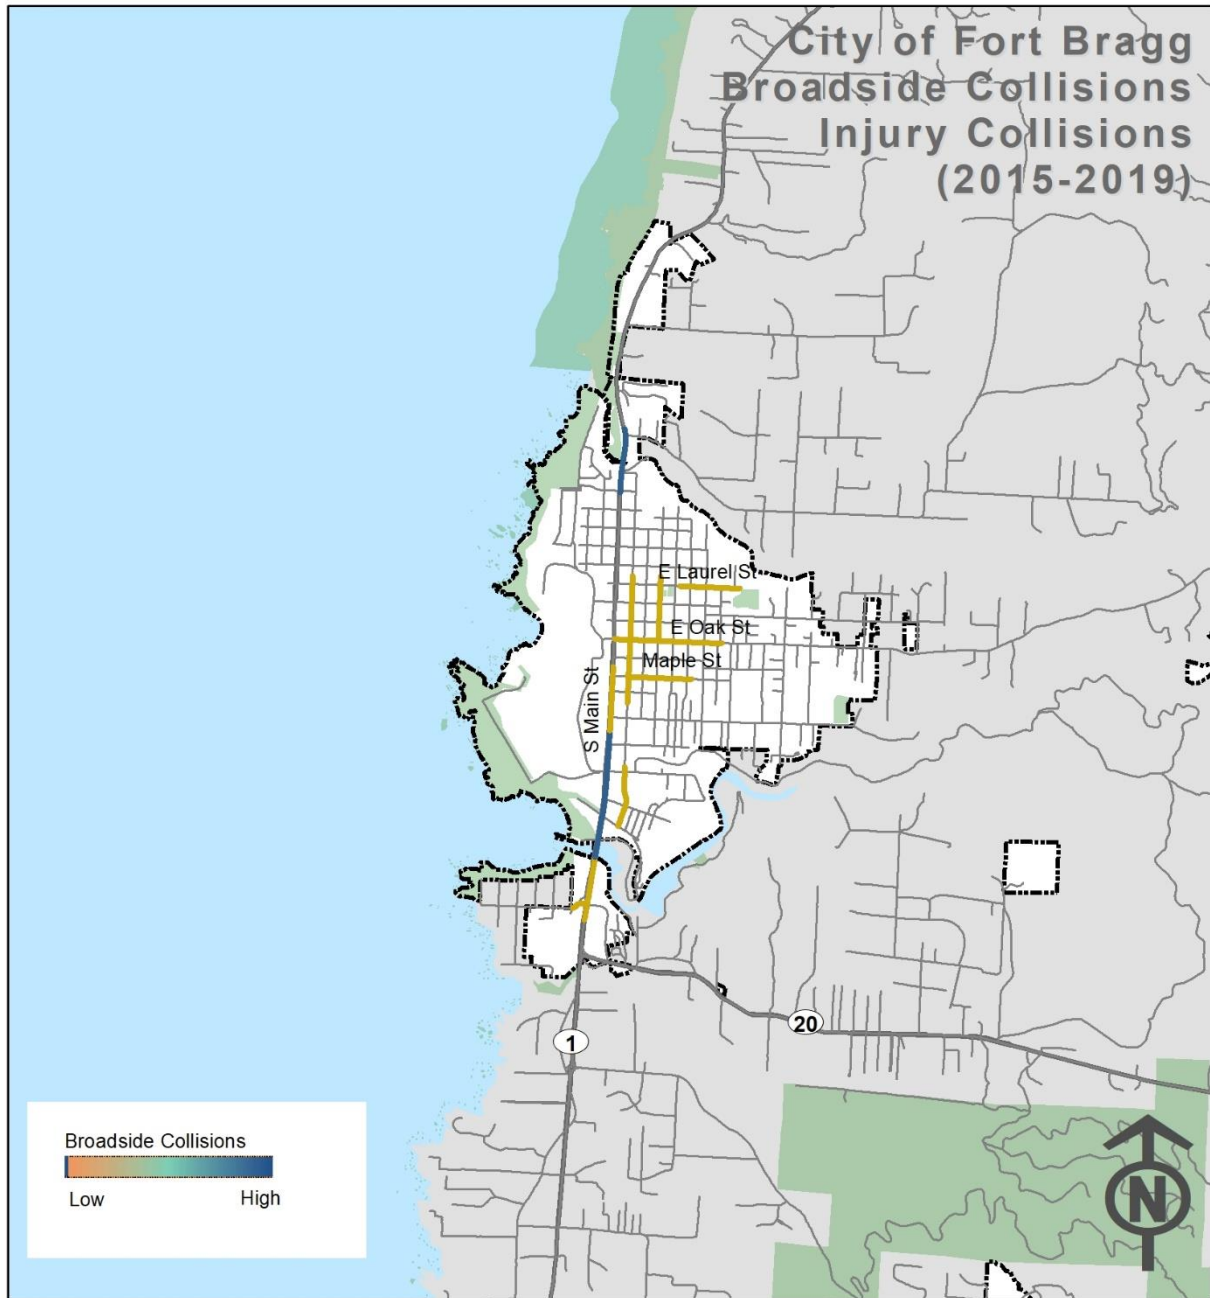 City of Fort Bragg
Broadside Collisions
Injury Collisions
(2015-2019)
E Laurel St
E Oak St
Maple St
S Main St
20
1
Broadside Collisions
Low High
N